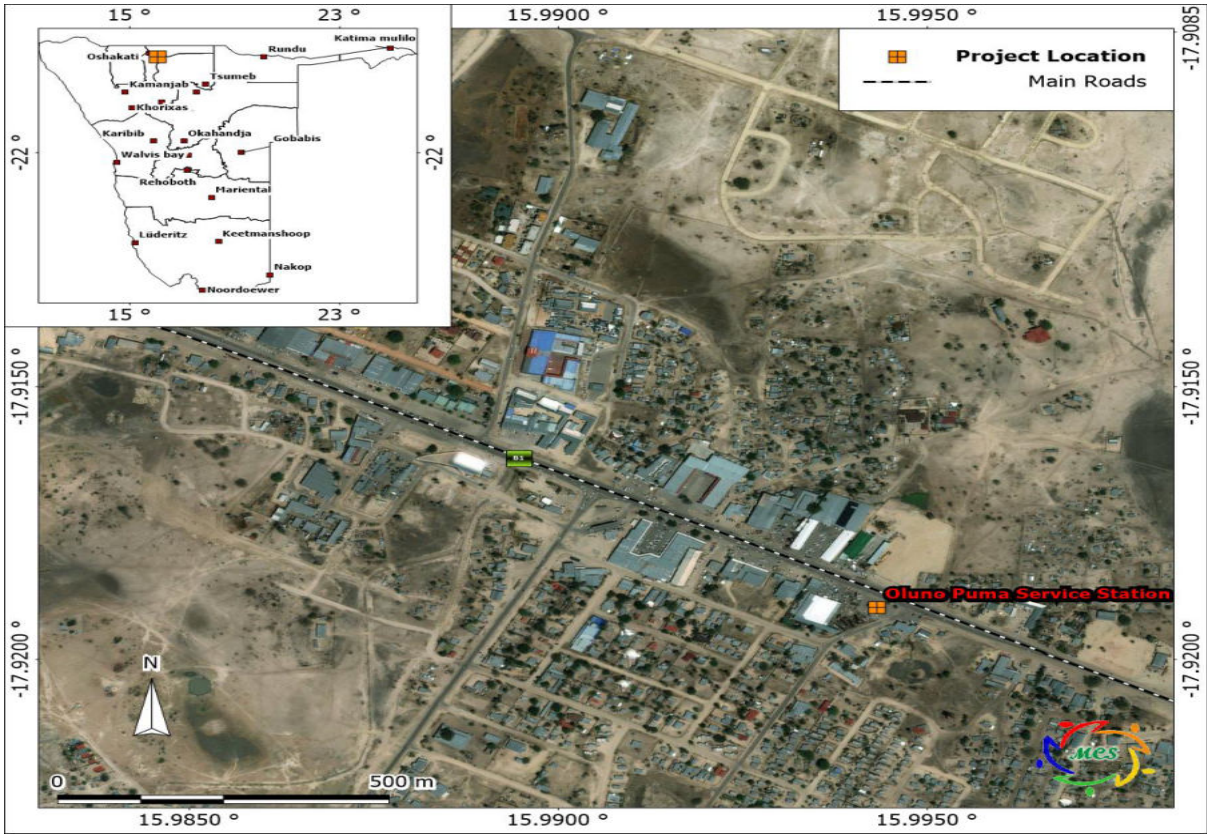 15 °
23 °
Katima mulilo
Oshakati
Rundu
Tsumeb
Kamanjab
Khorixas
Karibib
Okahandja
Gobabis
Walvis bay
Rehoboth
Mariental
Lüderitz
Keetmanshoop
Nakop
Noordoewer
-22 °
-22 °
15 °
23 °
15.9900 °
15.9950 °
-17.9085 °
Project Location
Main Roads
-17.9150 °
-17.9150 °
B1
Oluno Puma Service Station
-17.9200 °
-17.9200 °
N
0
500 m
MCS
15.9850 °
15.9900 °
15.9950 °